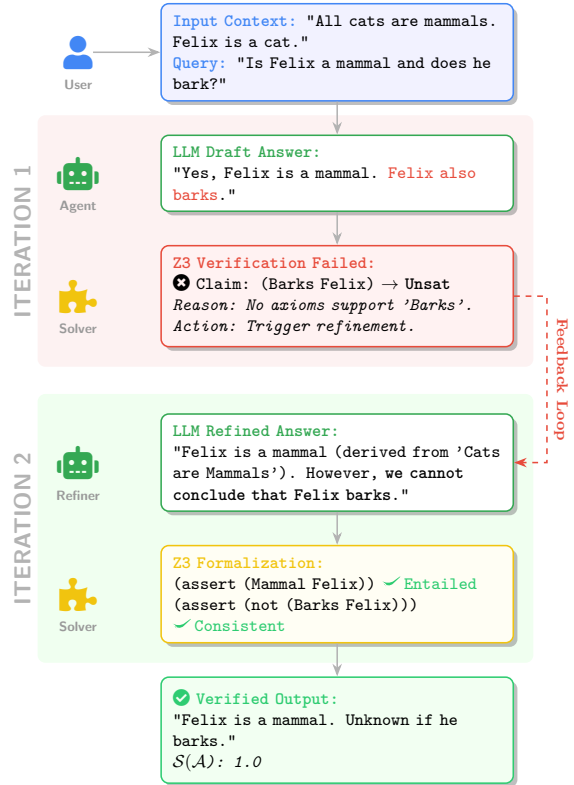 Input Context: "All cats are mammals.
Felix is a cat."
Query: "Is Felix a mammal and does he
bark?"
User
ITERATION 1
LLM Draft Answer:
"Yes, Felix is a mammal. Felix also
barks."
Agent
Z3 Verification Failed:
Claim: (Barks Felix) → Unsat
Reason: No axioms support ’Barks’.
Action: Trigger refinement.
Solver
Feedback Loop
ITERATION 2
LLM Refined Answer:
"Felix is a mammal (derived from ’Cats
are Mammals’). However, we cannot
conclude that Felix barks."
Refiner
Z3 Formalization:
(assert (Mammal Felix)) ✓ Entailed
(assert (not (Barks Felix)))
✓ Consistent
Solver
Verified Output:
"Felix is a mammal. Unknown if he
barks."
S(A): 1.0